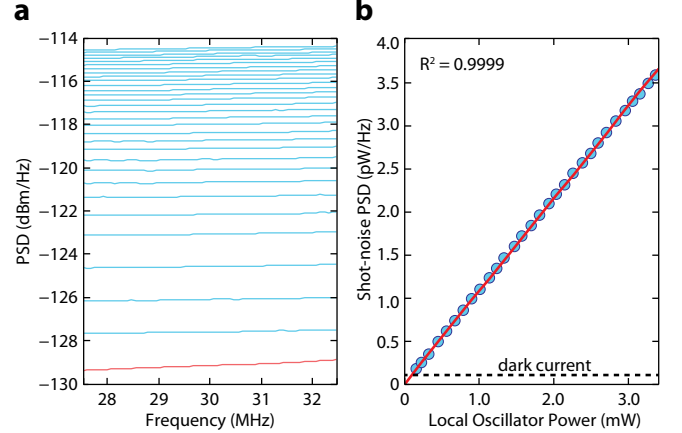 a
PSD (dBm/Hz)
−114
−116
−118
−120
−122
−124
−126
−128
−130
28 29 30 31 32
Frequency (MHz)
b
Shot-noise PSD (pW/Hz)
4.0
3.5
3.0
2.5
2.0
1.5
1.0
0.5
0
R² = 0.9999
dark current
0 1.0 2.0 3.0
Local Oscillator Power (mW)